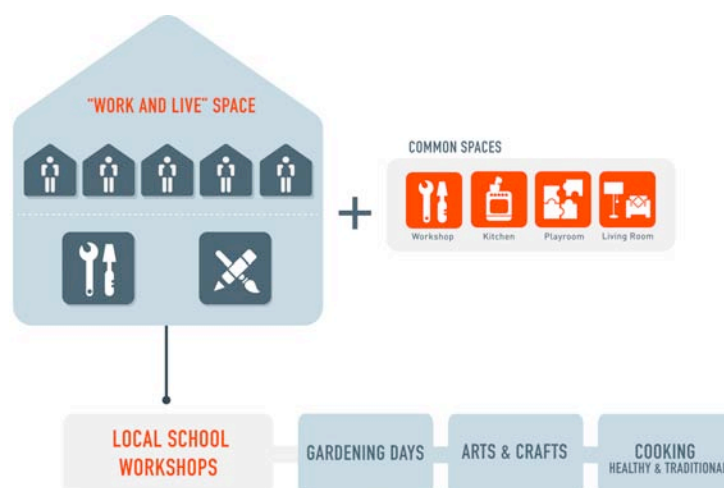 "WORK AND LIVE" SPACE
COMMON SPACES
Workshop
Kitchen
Playroom
Living Room
LOCAL SCHOOL
WORKSHOPS
GARDENING DAYS
ARTS & CRAFTS
COOKING
HEALTHY & TRADITIONAL